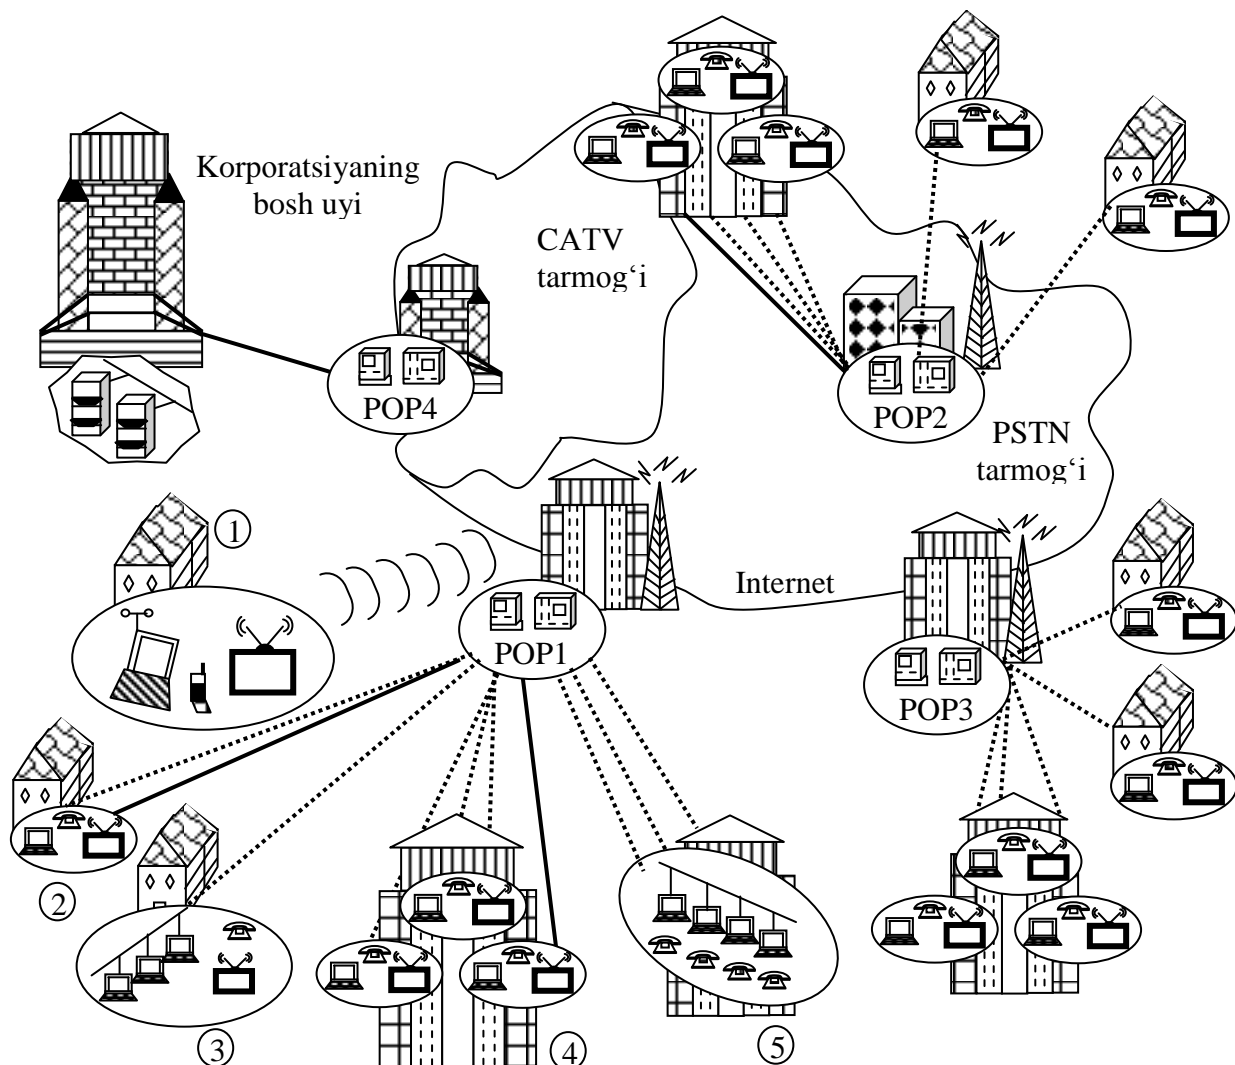 Korporatsiyaning
bosh uyi
CATV
tarmog‘i
POP4
POP2
PSTN
tarmog‘i
1
Internet
POP1
POP3
2
3
4
5